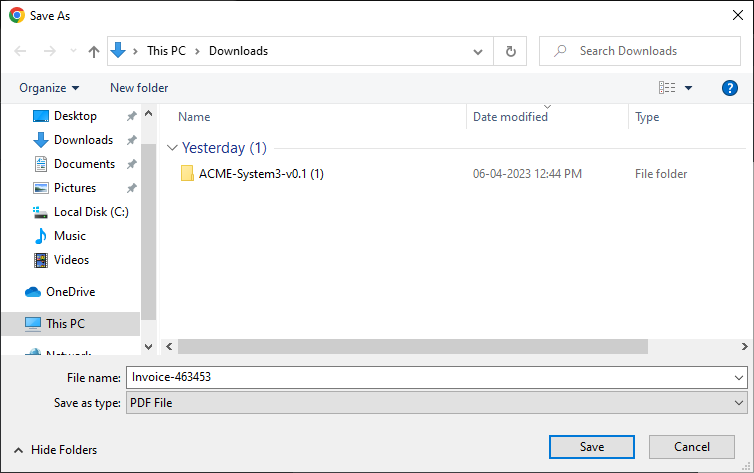 Save As
This PC > Downloads
Search Downloads
Organize
New folder
Name
Date modified
Type
Desktop
Downloads
Documents
Pictures
Local Disk (C:)
Music
Videos
OneDrive
This PC
Network
Yesterday (1)
ACME-System3-v0.1 (1) 06-04-2023 12:44 PM File folder
File name: Invoice-463453
Save as type: PDF File
Hide Folders
Save
Cancel